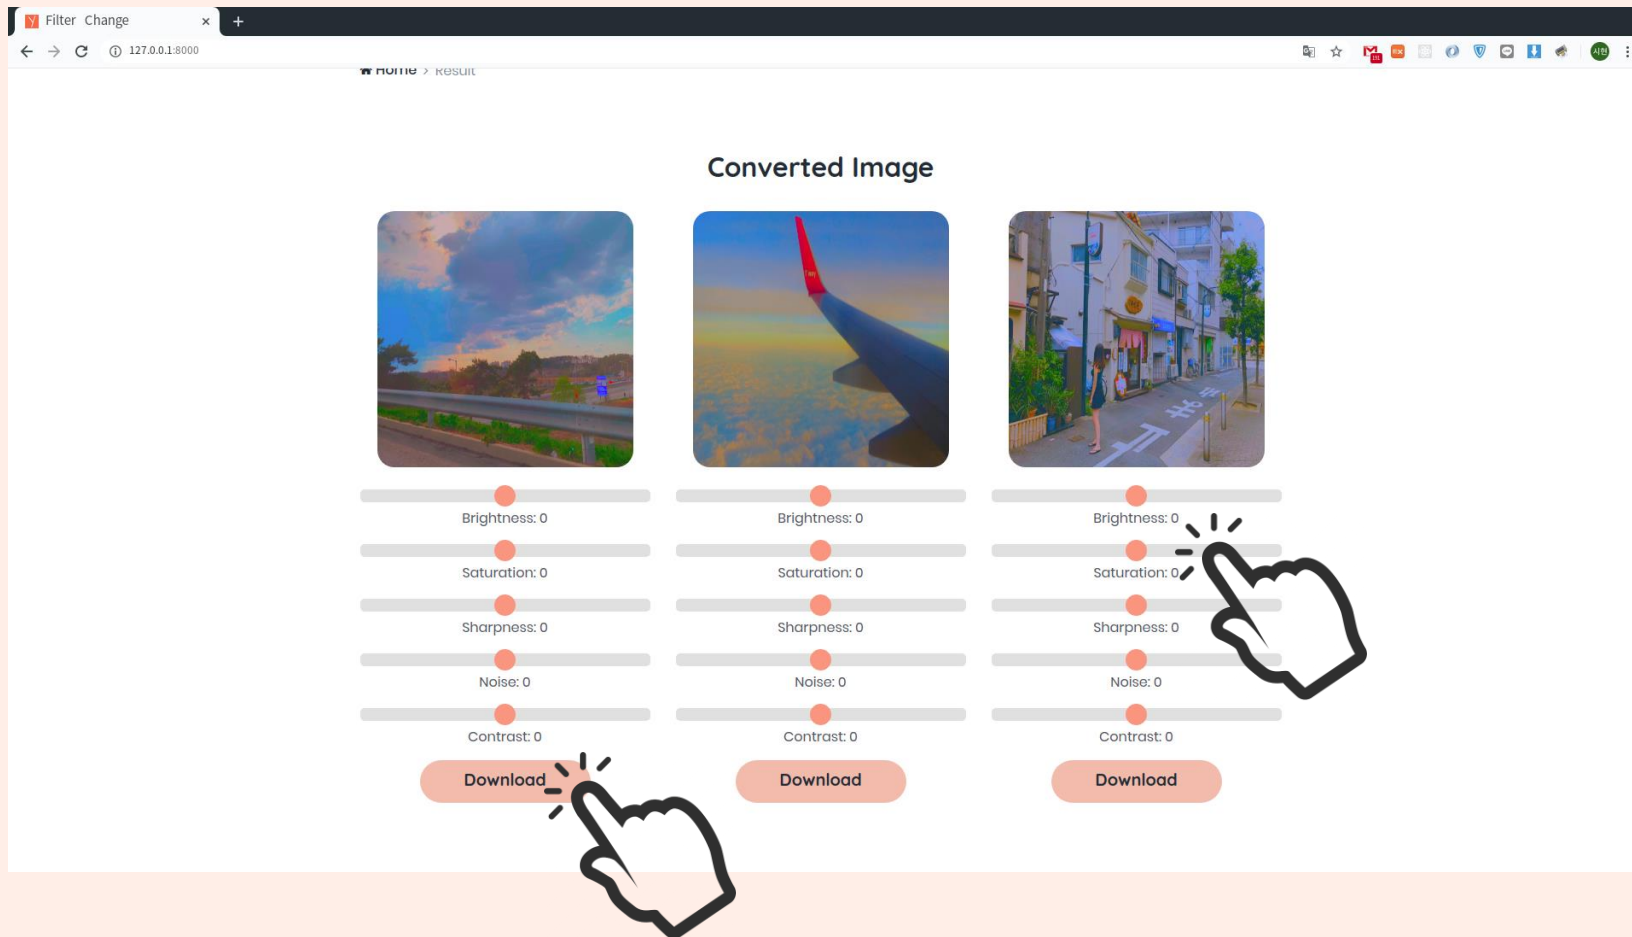 Filter Change
127.0.0.1:8000
Home > Result
Converted Image
Brightness: 0
Brightness: 0
Brightness: 0
Saturation: 0
Saturation: 0
Saturation: 0
Sharpness: 0
Sharpness: 0
Sharpness: 0
Noise: 0
Noise: 0
Noise: 0
Contrast: 0
Contrast: 0
Contrast: 0
Download
Download
Download